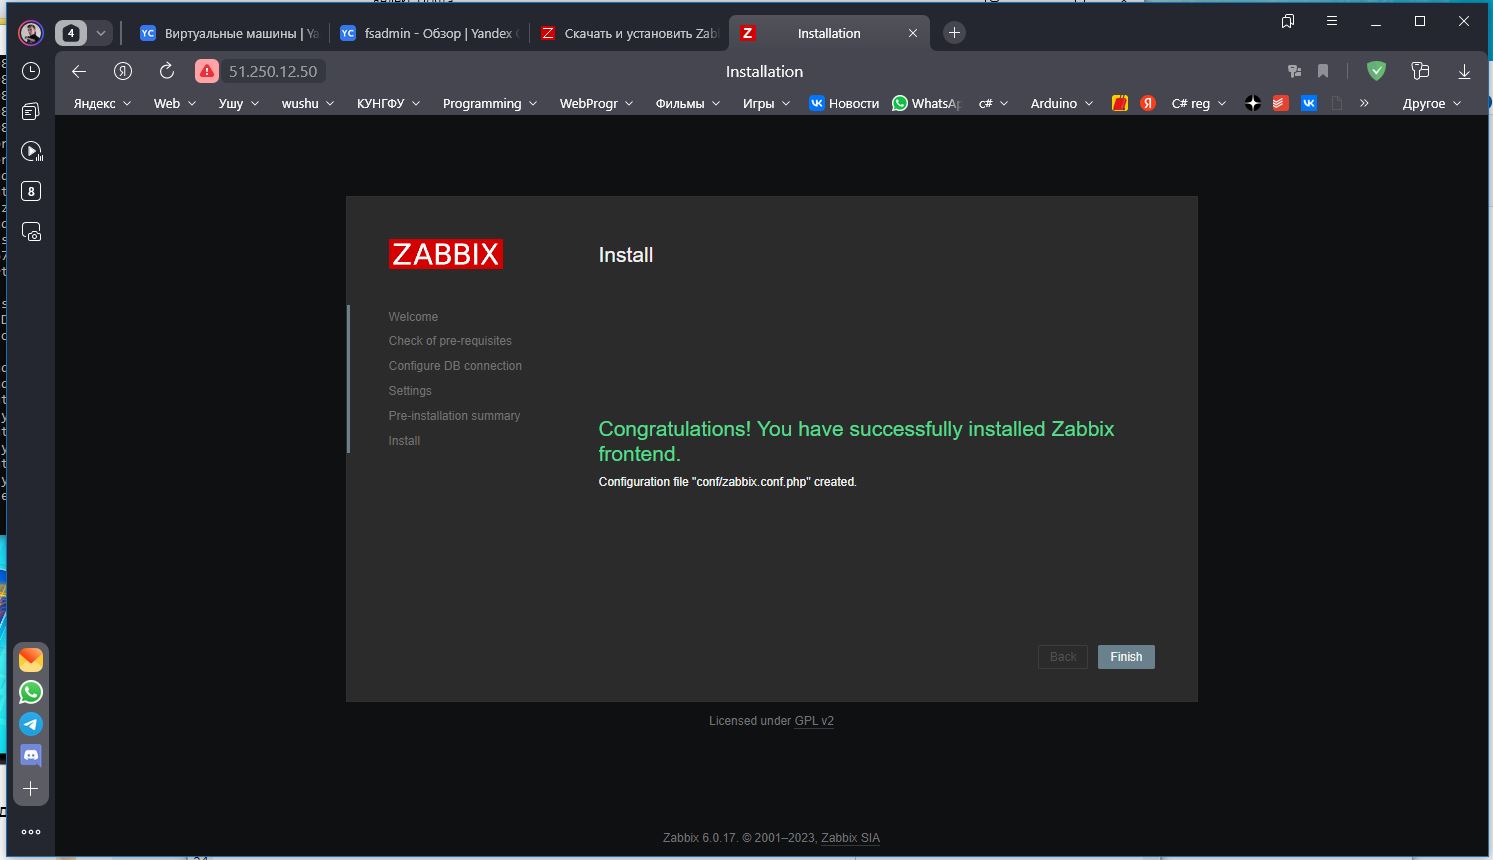 4
Виртуальные машины | Ya
fsadmin - Обзор | Yandex
Скачать и установить Zab
Installation
51.250.12.50
Installation
Яндекс
Web
Ушу
wushu
КУНГФУ
Programming
WebProgr
Фильмы
Игры
Новости
WhatsAp
c#
Arduino
C# reg
»
Другое
8
ZABBIX
Install
Welcome
Check of pre-requisites
Configure DB connection
Settings
Pre-installation summary
Install
Congratulations! You have successfully installed Zabbix
frontend.
Configuration file "conf/zabbix.conf.php" created.
Back
Finish
Licensed under GPL v2
Zabbix 6.0.17. © 2001–2023, Zabbix SIA